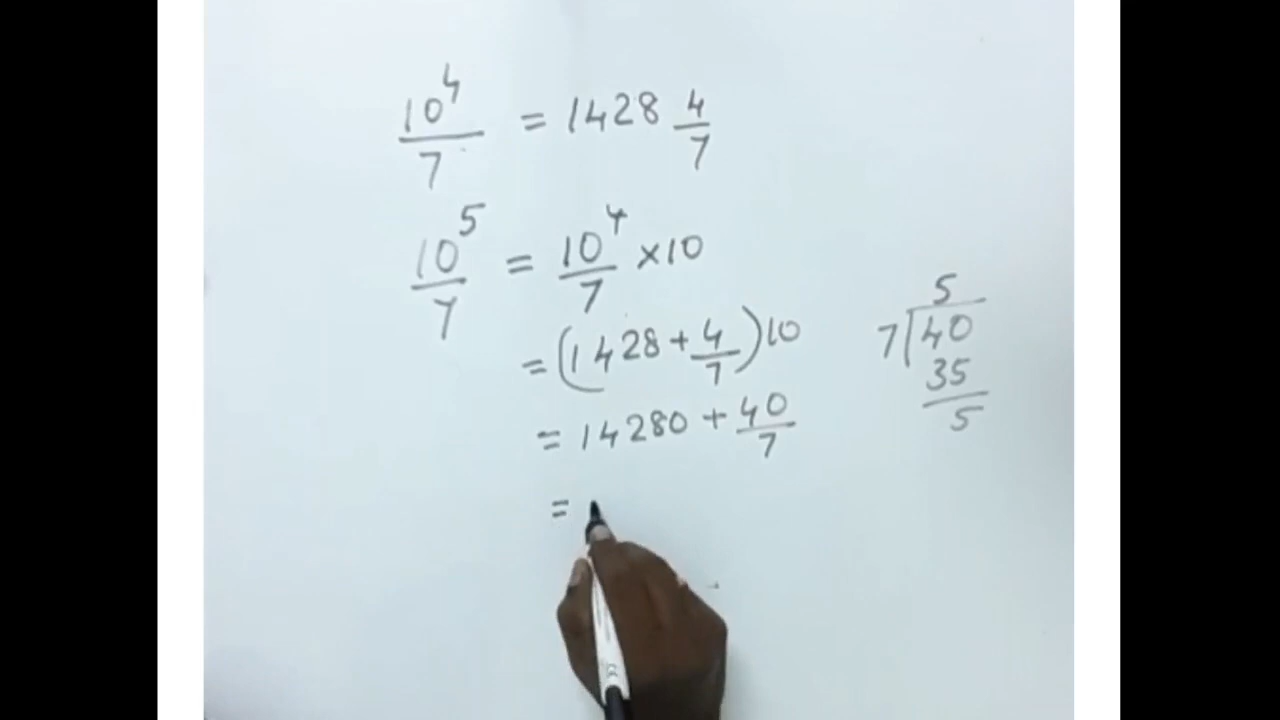 10^4/7 = 1428 4/7
10^5/7 = 10^4/7 ×10
= (1428 + 4/7)10
= 14280 + 40/7
=
5
7)40
35
5